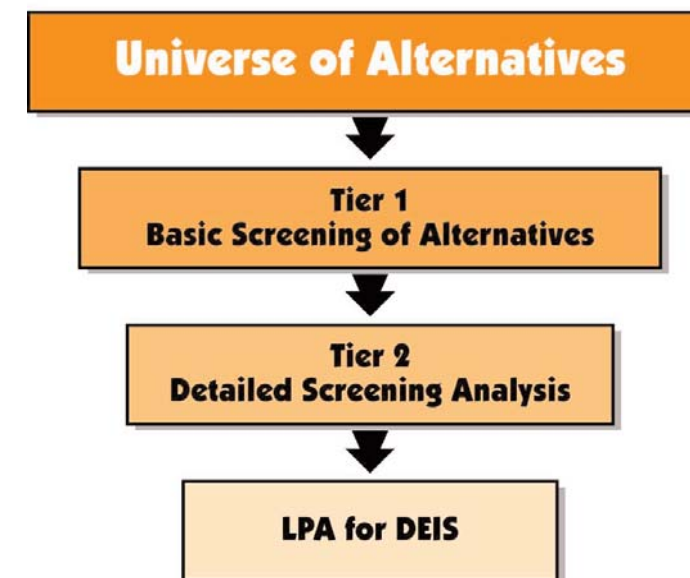 Universe of Alternatives
Tier 1
Basic Screening of Alternatives
Tier 2
Detailed Screening Analysis
LPA for DEIS